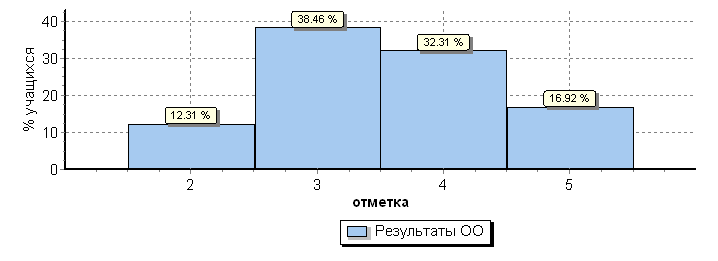 % учащихся
40
30
20
10
0
12.31 %
38.46 %
32.31 %
16.92 %
2 3 4 5
отметка
Результаты ОО